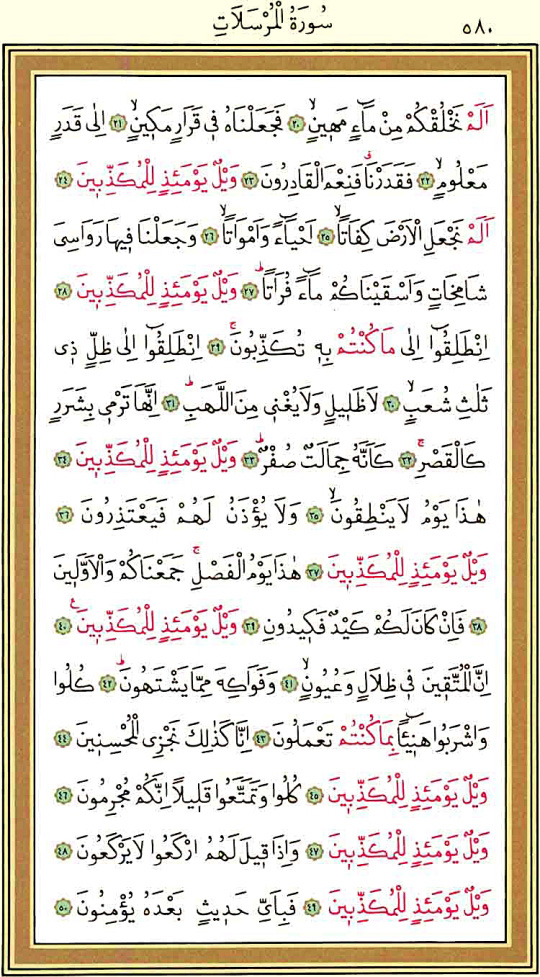 سُورَةُ الْمُرْسَلَاتِ ٥٨٠
اَلَمْ نَخْلُقْكُمْ مِنْ مَٓاءٍ مَه۪ينٍۙ ﴿٢٠﴾ فَجَعَلْنَاهُ ف۪ي قَرَارٍ مَك۪ينٍۙ ﴿٢١﴾ اِلٰى قَدَرٍ
مَعْلُومٍۙ ﴿٢٢﴾ فَقَدَرْنَاۗ فَنِعْمَ الْقَادِرُونَ ﴿٢٣﴾ وَيْلٌ يَوْمَئِذٍ لِلْمُكَذِّب۪ينَ ﴿٢٤﴾
اَلَمْ نَجْعَلِ الْاَرْضَ كِفَاتاًۙ ﴿٢٥﴾ اَحْيَٓاءً وَاَمْوَاتاًۙ ﴿٢٦﴾ وَجَعَلْنَا ف۪يهَا رَوَاسِيَ
شَامِخَاتٍ وَاَسْقَيْنَاكُمْ مَٓاءً فُرَاتاًۜ ﴿٢٧﴾ وَيْلٌ يَوْمَئِذٍ لِلْمُكَذِّب۪ينَ ﴿٢٨﴾
اِنْطَلِقُٓوا اِلٰى مَا كُنْتُمْ بِه۪ تُكَذِّبُونَۚ ﴿٢٩﴾ اِنْطَلِقُٓوا اِلٰى ظِلٍّ ذ۪ي
ثَلٰثِ شُعَبٍۙ ﴿٣٠﴾ لَا ظَل۪يلٍ وَلَا يُغْن۪ي مِنَ اللَّهَبِۜ ﴿٣١﴾ اِنَّهَا تَرْم۪ي بِشَرَرٍ
كَالْقَصْرِۚ ﴿٣٢﴾ كَاَنَّهُ جِمَالَتٌ صُفْرٌۜ ﴿٣٣﴾ وَيْلٌ يَوْمَئِذٍ لِلْمُكَذِّب۪ينَ ﴿٣٤﴾
هٰذَا يَوْمُ لَا يَنْطِقُونَۙ ﴿٣٥﴾ وَلَا يُؤْذَنُ لَهُمْ فَيَعْتَذِرُونَ ﴿٣٦﴾
وَيْلٌ يَوْمَئِذٍ لِلْمُكَذِّب۪ينَ ﴿٣٧﴾ هٰذَا يَوْمُ الْفَصْلِۚ جَمَعْنَاكُمْ وَالْاَوَّل۪ينَ
﴿٣٨﴾ فَاِنْ كَانَ لَكُمْ كَيْدٌ فَك۪يدُونِ ﴿٣٩﴾ وَيْلٌ يَوْمَئِذٍ لِلْمُكَذِّب۪ينَ۟ ﴿٤٠﴾
اِنَّ الْمُتَّق۪ينَ ف۪ي ظِلَالٍ وَعُيُونٍۙ ﴿٤١﴾ وَفَوَاكِهَ مِمَّا يَشْتَهُونَۜ ﴿٤٢﴾ كُلُوا
وَاشْرَبُوا هَن۪ٓيـٔاً بِمَا كُنْتُمْ تَعْمَلُونَ ﴿٤٣﴾ اِنَّا كَذٰلِكَ نَجْزِي الْمُحْسِن۪ينَ ﴿٤٤﴾
وَيْلٌ يَوْمَئِذٍ لِلْمُكَذِّب۪ينَ ﴿٤٥﴾ كُلُوا وَتَمَتَّعُوا قَل۪يلاً اِنَّكُمْ مُجْرِمُونَ ﴿٤٦﴾
وَيْلٌ يَوْمَئِذٍ لِلْمُكَذِّب۪ينَ ﴿٤٧﴾ وَاِذَا ق۪يلَ لَهُمُ ارْكَعُوا لَا يَرْكَعُونَ ﴿٤٨﴾
وَيْلٌ يَوْمَئِذٍ لِلْمُكَذِّب۪ينَ ﴿٤٩﴾ فَبِاَيِّ حَد۪يثٍ بَعْدَهُ يُؤْمِنُونَ ﴿٥٠﴾